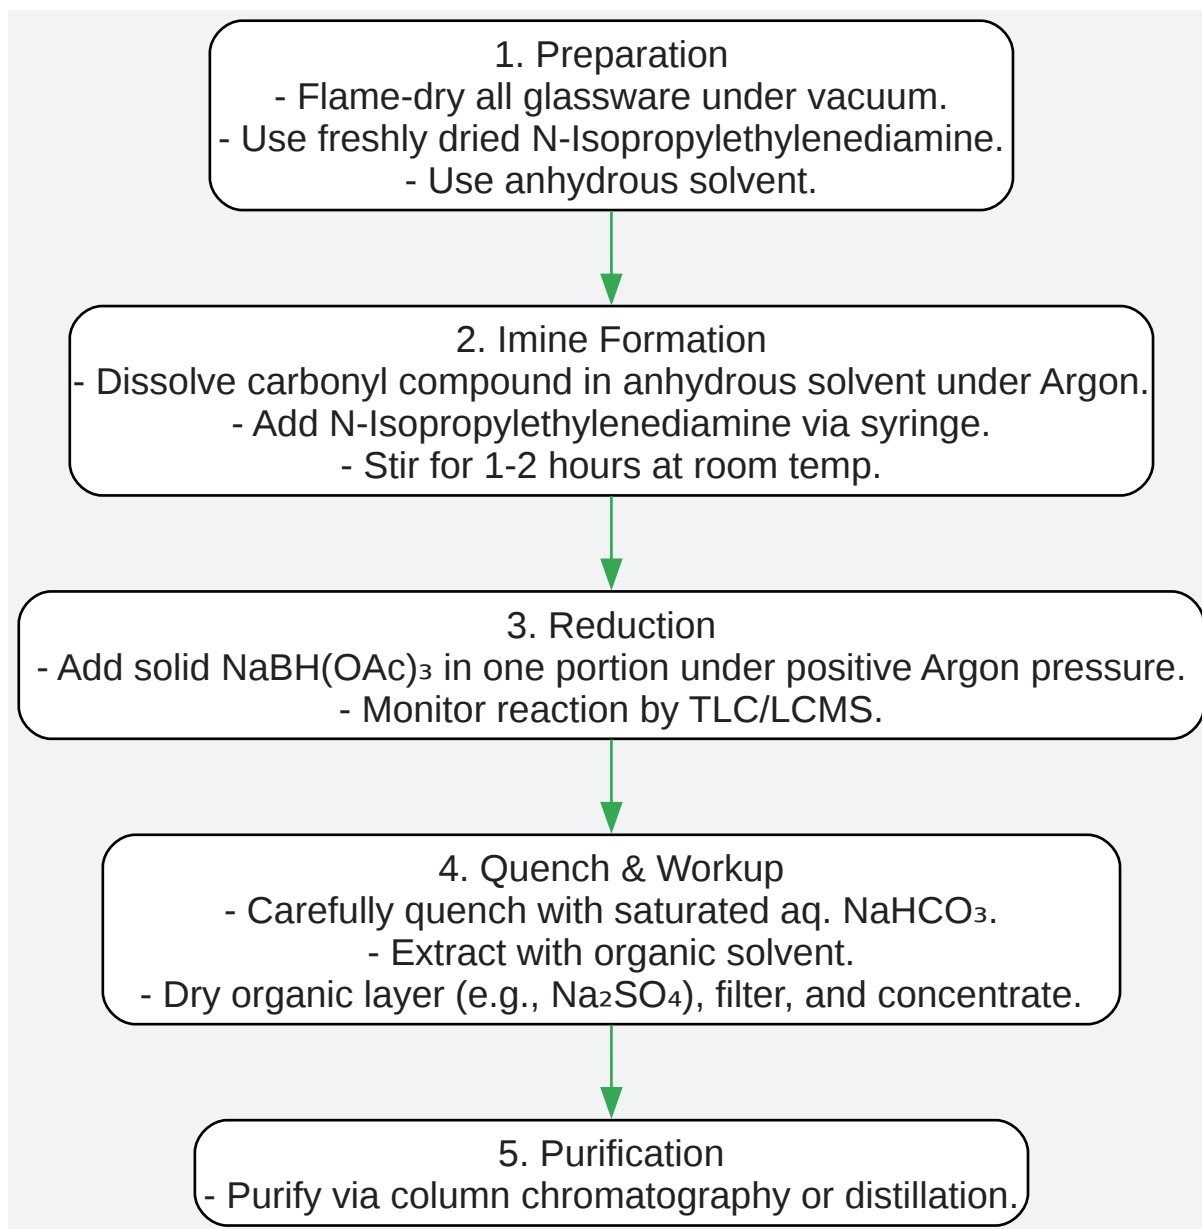 1. Preparation
- Flame-dry all glassware under vacuum.
- Use freshly dried N-Isopropylethylenediamine.
- Use anhydrous solvent.
2. Imine Formation
- Dissolve carbonyl compound in anhydrous solvent under Argon.
- Add N-Isopropylethylenediamine via syringe.
- Stir for 1-2 hours at room temp.
3. Reduction
- Add solid NaBH(OAc)₃ in one portion under positive Argon pressure.
- Monitor reaction by TLC/LCMS.
4. Quench & Workup
- Carefully quench with saturated aq. NaHCO₃.
- Extract with organic solvent.
- Dry organic layer (e.g., Na₂SO₄), filter, and concentrate.
5. Purification
- Purify via column chromatography or distillation.